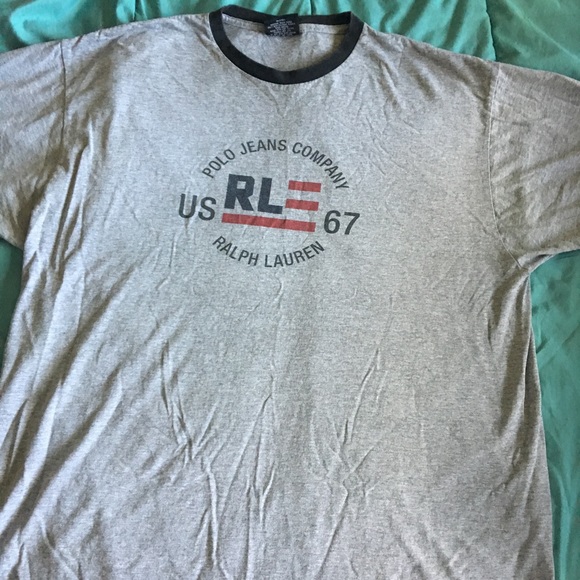 POLO JEANS COMPANY
US RL 67
RALPH LAUREN